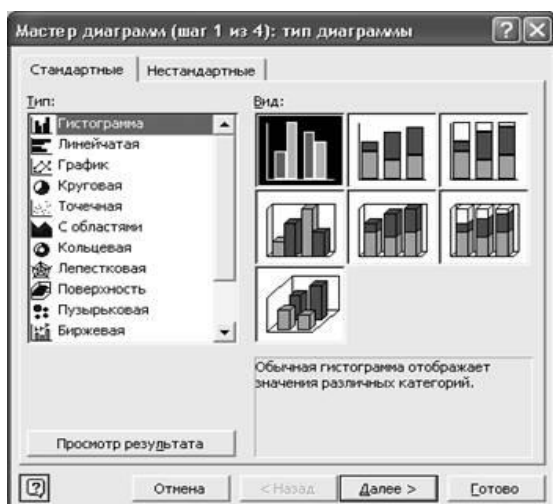 Мастер диаграмм (шаг 1 из 4): тип диаграммы
Стандартные
Нестандартные
Тип:
Гистограмма
Линейчатая
График
Круговая
Точечная
С областями
Кольцевая
Лепестковая
Поверхность
Пузырьковая
Биржевая
Вид:
Обычная гистограмма отображает
значения различных категорий.
Просмотр результата
Отмена
< Назад
Далее >
Готово